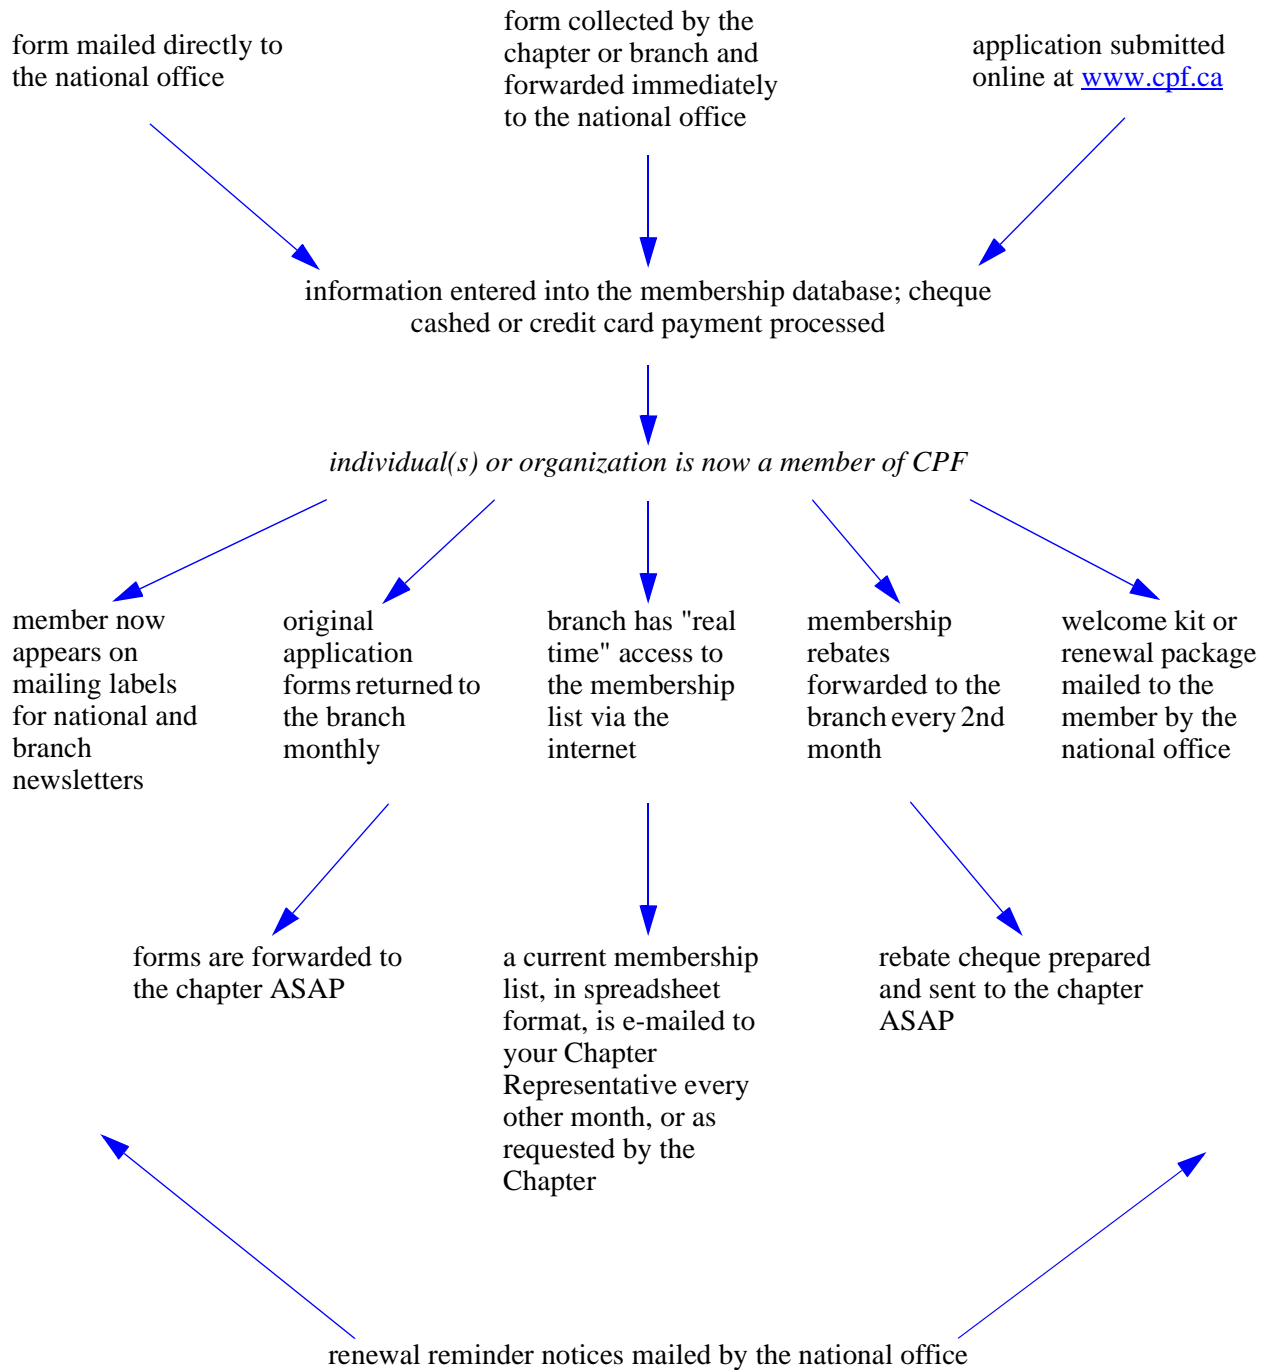 form mailed directly to
the national office
form collected by the
chapter or branch and
forwarded immediately
to the national office
application submitted
online at www.cpf.ca
information entered into the membership database; cheque
cashed or credit card payment processed
individual(s) or organization is now a member of CPF
member now
appears on
mailing labels
for national and
branch
newsletters
original
application
forms returned to
the branch
monthly
branch has "real
time" access to
the membership
list via the
internet
membership
rebates
forwarded to the
branch every 2nd
month
welcome kit or
renewal package
mailed to the
member by the
national office
forms are forwarded to
the chapter ASAP
a current membership
list, in spreadsheet
format, is e-mailed to
your Chapter
Representative every
other month, or as
requested by the
Chapter
rebate cheque prepared
and sent to the chapter
ASAP
renewal reminder notices mailed by the national office